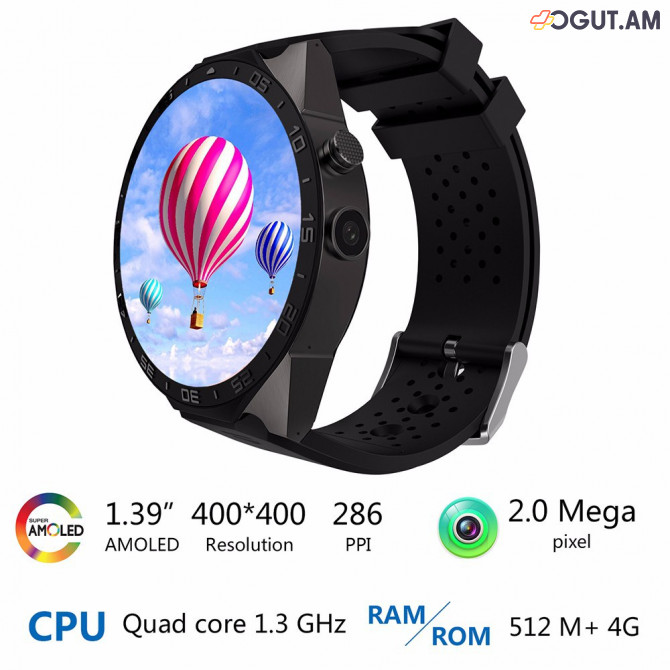 OGUT.AM
05
10
15
20
25
30
35
SUPER
AMOLED
1.39”
AMOLED
400*400
Resolution
286
PPI
2.0 Mega
pixel
CPU
Quad core 1.3 GHz
RAM/
ROM
512 M+ 4G